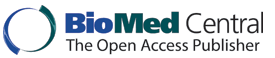 BioMed Central
The Open Access Publisher